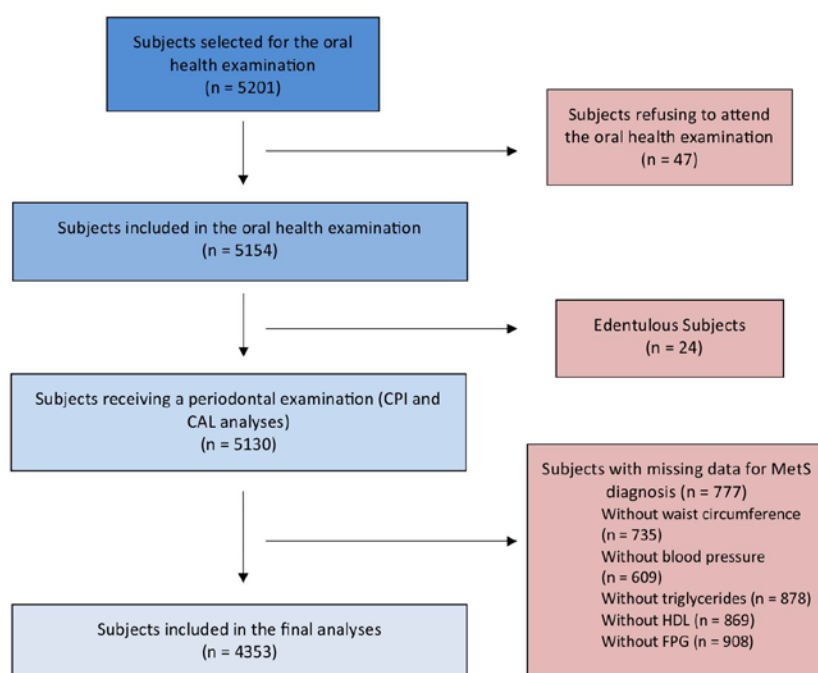 Subjects selected for the oral
health examination
(n = 5201)
Subjects refusing to attend
the oral health examination
(n = 47)
Subjects included in the oral health examination
(n = 5154)
Edentulous Subjects
(n = 24)
Subjects receiving a periodontal examination (CPI and
CAL analyses)
(n = 5130)
Subjects with missing data for MetS
diagnosis (n = 777)
Without waist circumference
(n = 735)
Without blood pressure
(n = 609)
Without triglycerides (n = 878)
Without HDL (n = 869)
Without FPG (n = 908)
Subjects included in the final analyses
(n = 4353)